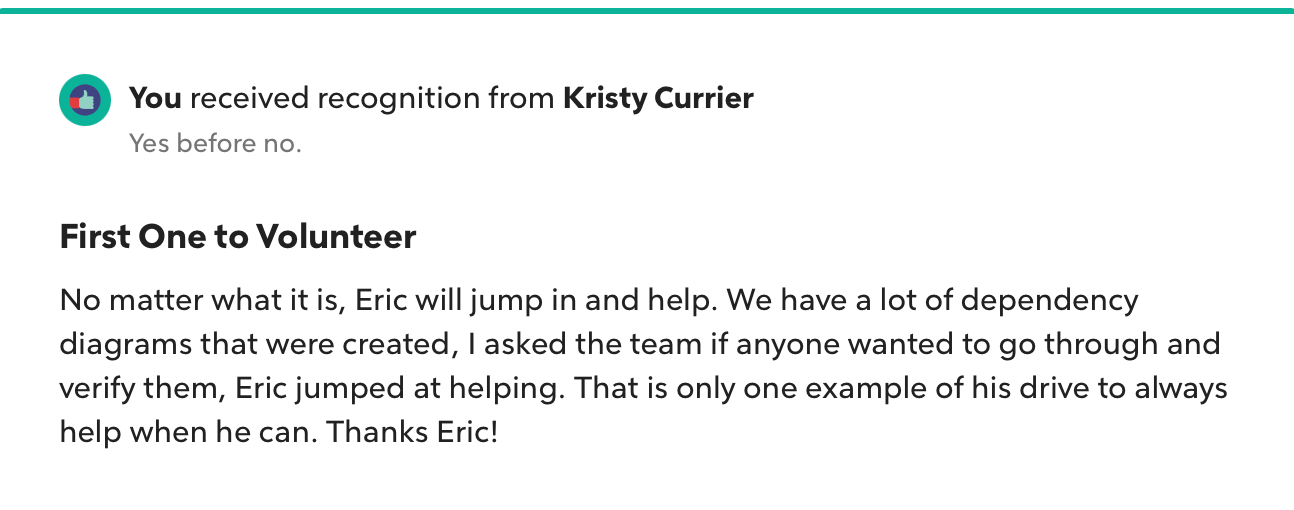 You received recognition from Kristy Currier
Yes before no.
First One to Volunteer
No matter what it is, Eric will jump in and help. We have a lot of dependency
diagrams that were created, I asked the team if anyone wanted to go through and
verify them, Eric jumped at helping. That is only one example of his drive to always
help when he can. Thanks Eric!